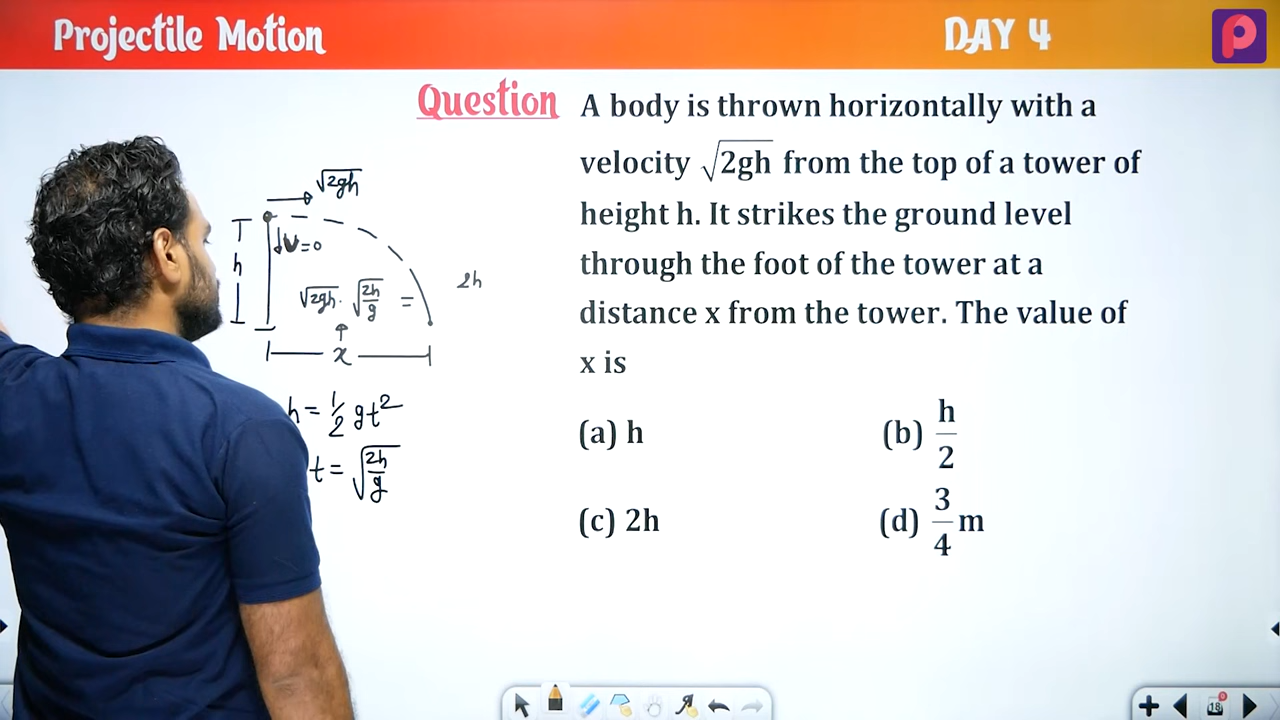 Projectile Motion
DAY 4
Question A body is thrown horizontally with a
velocity √2gh from the top of a tower of
height h. It strikes the ground level
through the foot of the tower at a
distance x from the tower. The value of
x is
(a) h
(b) h/2
(c) 2h
(d) 3/4 m
√2gh
u=0
h
√2gh · √2h/g =
2h
x
h = 1/2 gt²
t = √2h/g
18